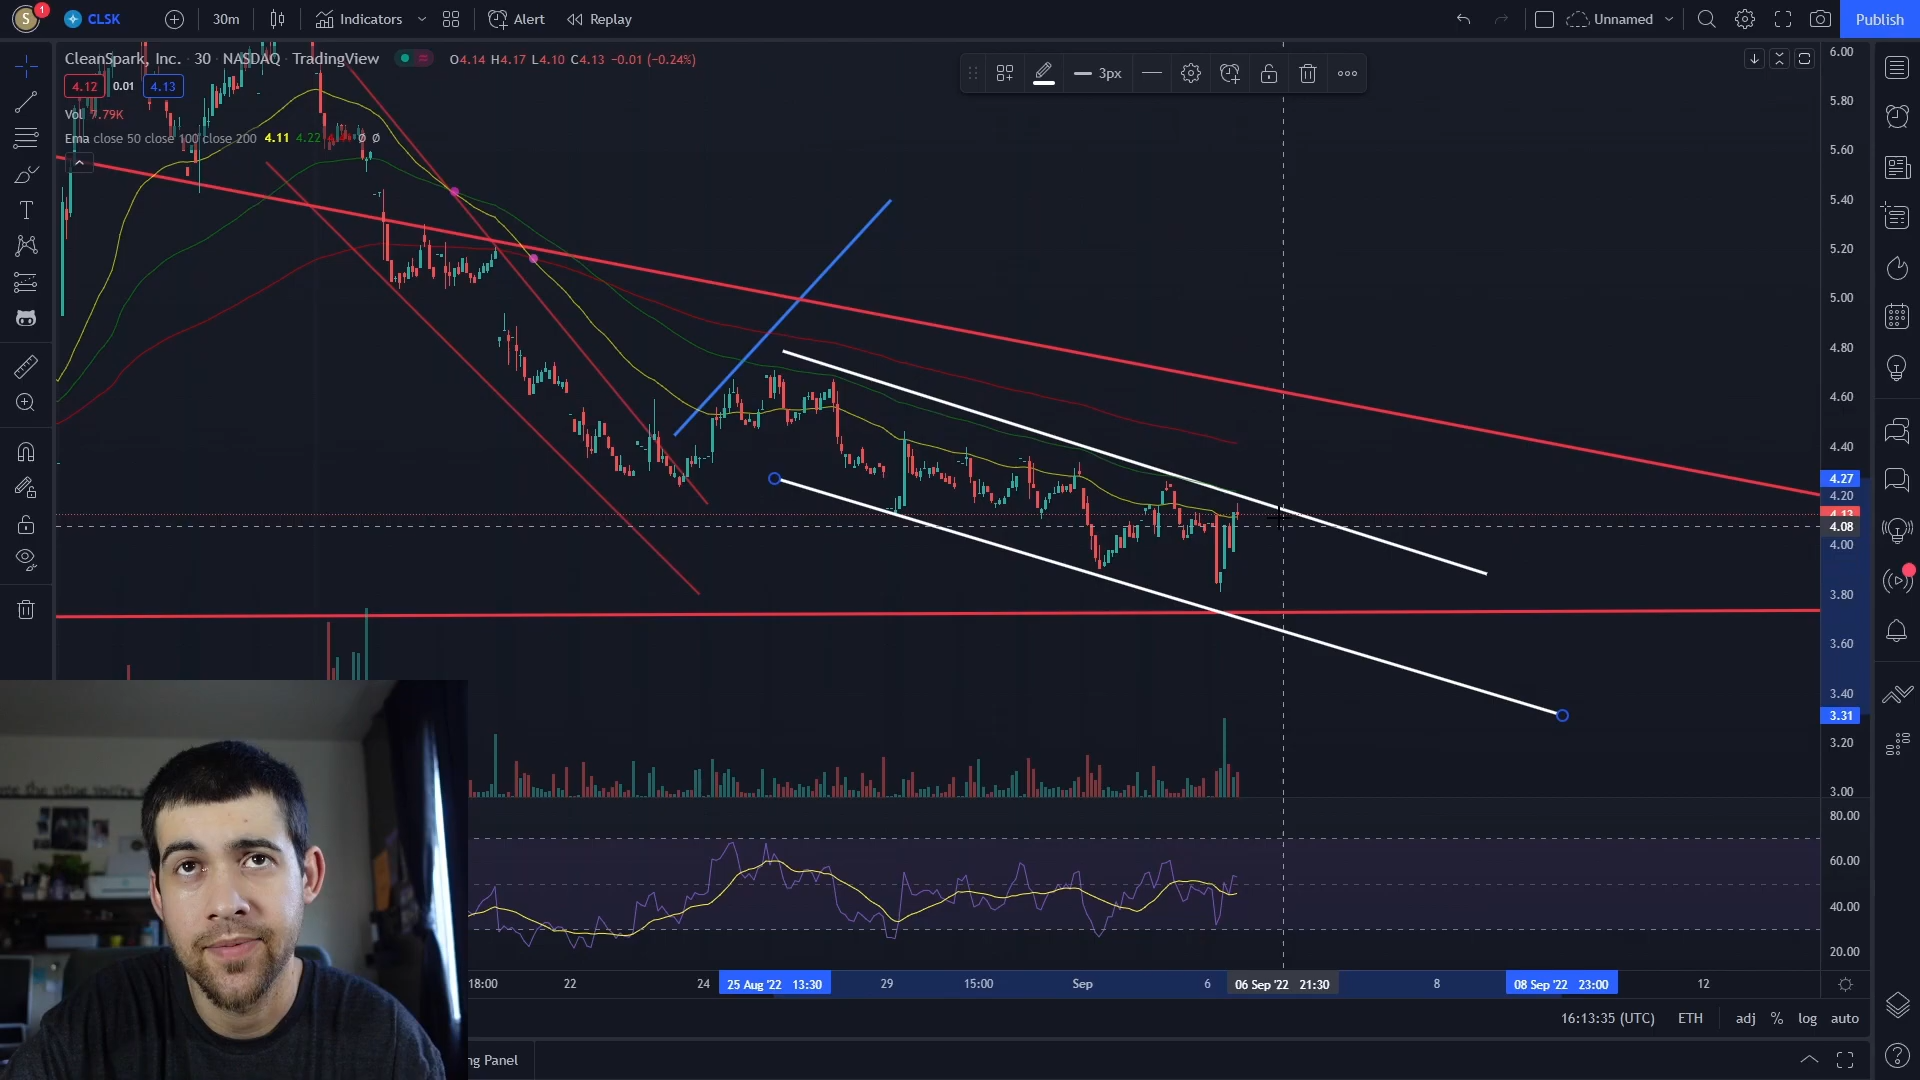 S 1 CLSK 30m Indicators Alert Replay Unnamed Publish
CleanSpark, Inc. · 30 · NASDAQ · TradingView O4.14 H4.17 L4.10 C4.13 −0.01 (−0.24%)
4.12 0.01 4.13
Vol 7.79K
Ema close 50 close 100 close 200 4.11 4.22 Ø Ø
3px
6.00
5.80
5.60
5.40
5.20
5.00
4.80
4.60
4.40
4.27
4.20
4.13
4.08
4.00
3.80
3.60
3.40
3.31
3.20
3.00
80.00
60.00
40.00
20.00
18:00 22 24 25 Aug '22 13:30 29 15:00 Sep 6 06 Sep '22 21:30 8 08 Sep '22 23:00 12
16:13:35 (UTC) ETH adj % log auto
ng Panel